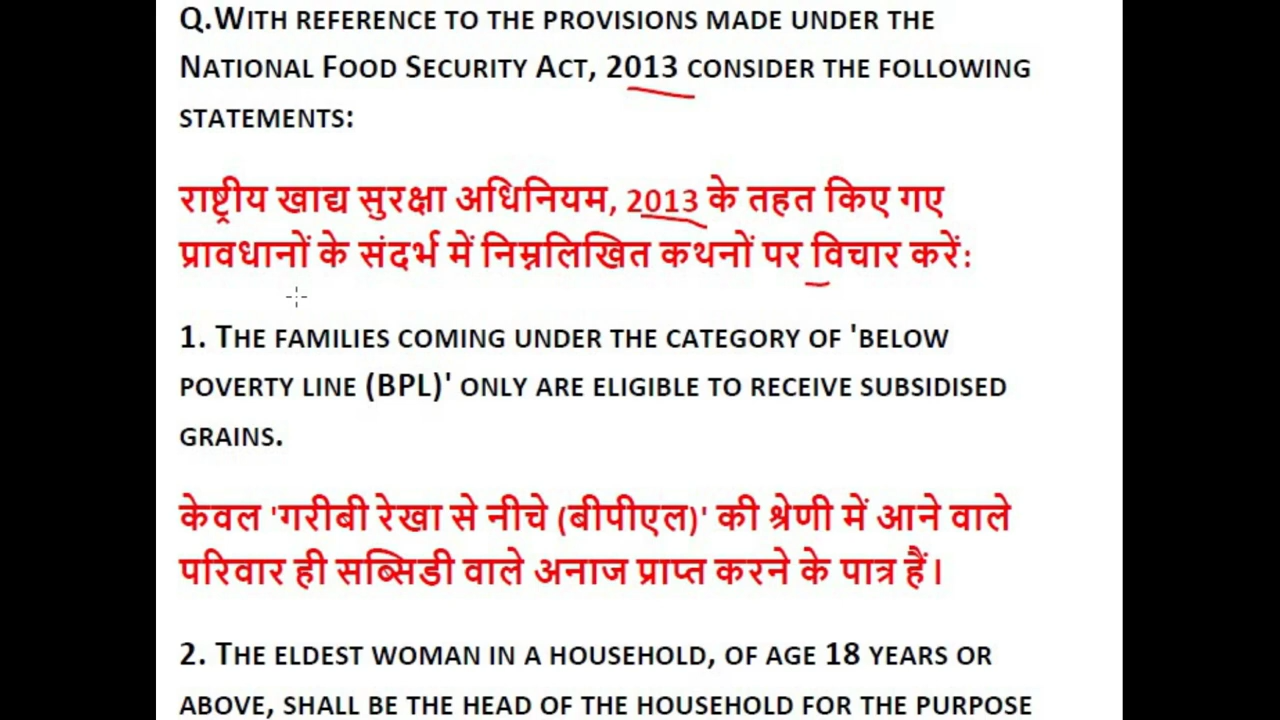 Q.WITH REFERENCE TO THE PROVISIONS MADE UNDER THE
NATIONAL FOOD SECURITY ACT, 2013 CONSIDER THE FOLLOWING
STATEMENTS:
राष्ट्रीय खाद्य सुरक्षा अधिनियम, 2013 के तहत किए गए
प्रावधानों के संदर्भ में निम्नलिखित कथनों पर विचार करें:
1. THE FAMILIES COMING UNDER THE CATEGORY OF 'BELOW
POVERTY LINE (BPL)' ONLY ARE ELIGIBLE TO RECEIVE SUBSIDISED
GRAINS.
केवल 'गरीबी रेखा से नीचे (बीपीएल)' की श्रेणी में आने वाले
परिवार ही सब्सिडी वाले अनाज प्राप्त करने के पात्र हैं।
2. THE ELDEST WOMAN IN A HOUSEHOLD, OF AGE 18 YEARS OR
ABOVE, SHALL BE THE HEAD OF THE HOUSEHOLD FOR THE PURPOSE